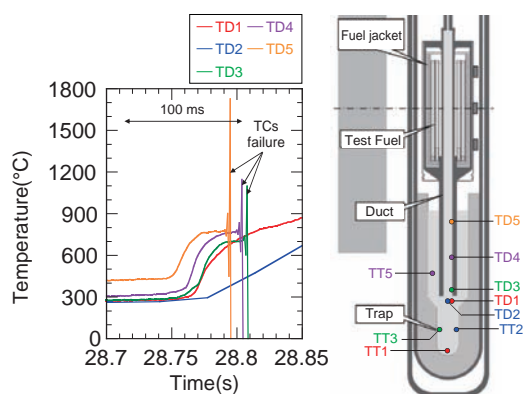 TD1
TD2
TD3
TD4
TD5
Temperature(°C)
1800
1500
1200
900
600
300
0
100 ms
TCs
failure
28.7
28.75
28.8
28.85
Time(s)
Fuel jacket
Test Fuel
Duct
TD5
TD4
TT5
TD3
TD1
Trap
TD2
TT3
TT2
TT1